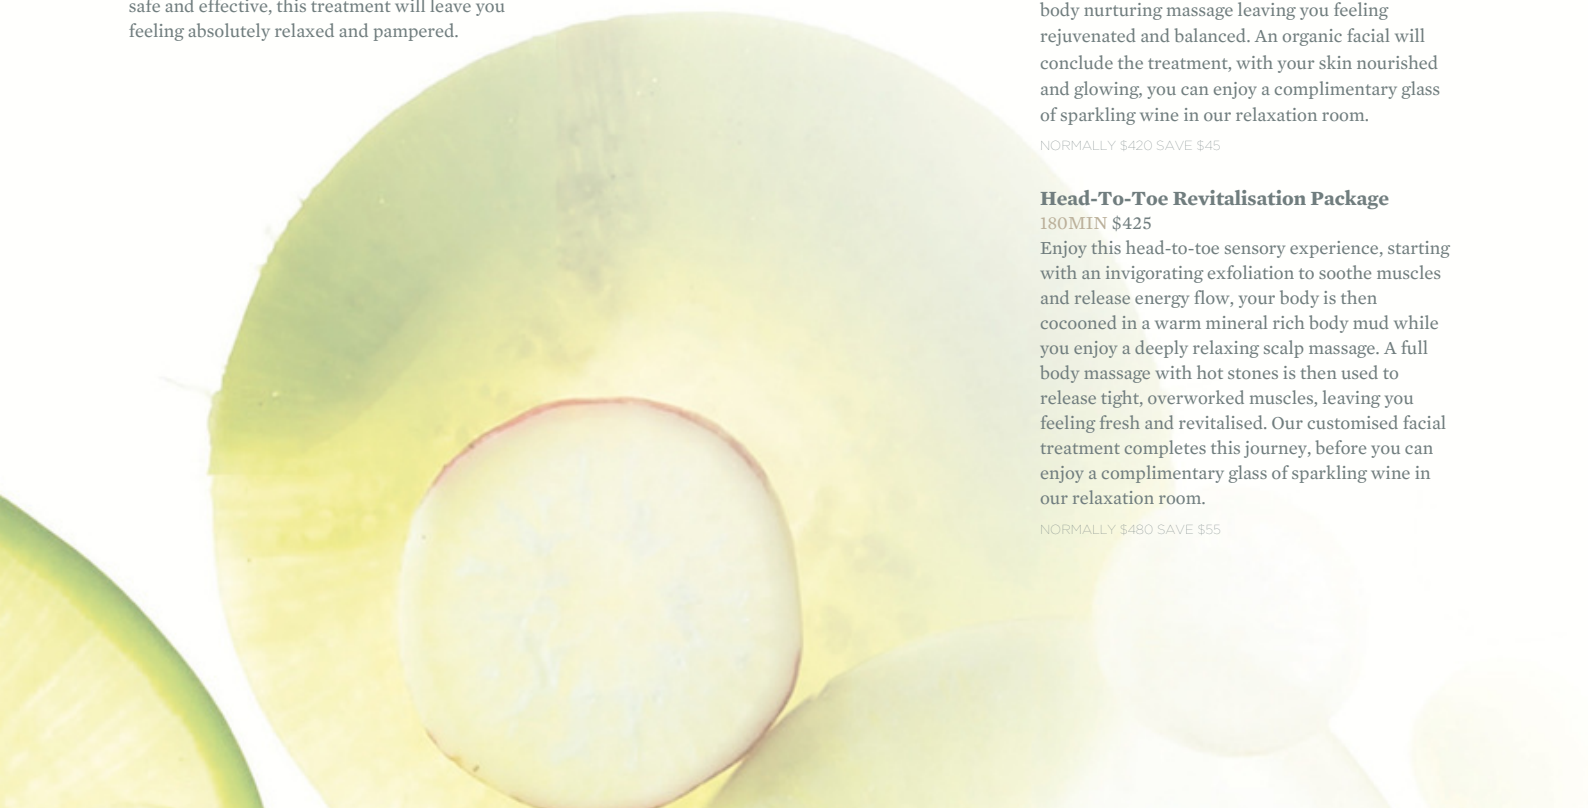 safe and effective, this treatment will leave you
feeling absolutely relaxed and pampered.
body nurturing massage leaving you feeling
rejuvenated and balanced. An organic facial will
conclude the treatment, with your skin nourished
and glowing, you can enjoy a complimentary glass
of sparkling wine in our relaxation room.
NORMALLY $420 SAVE $45
Head-To-Toe Revitalisation Package
180MIN $425
Enjoy this head-to-toe sensory experience, starting
with an invigorating exfoliation to soothe muscles
and release energy flow, your body is then
cocooned in a warm mineral rich body mud while
you enjoy a deeply relaxing scalp massage. A full
body massage with hot stones is then used to
release tight, overworked muscles, leaving you
feeling fresh and revitalised. Our customised facial
treatment completes this journey, before you can
enjoy a complimentary glass of sparkling wine in
our relaxation room.
NORMALLY $480 SAVE $55